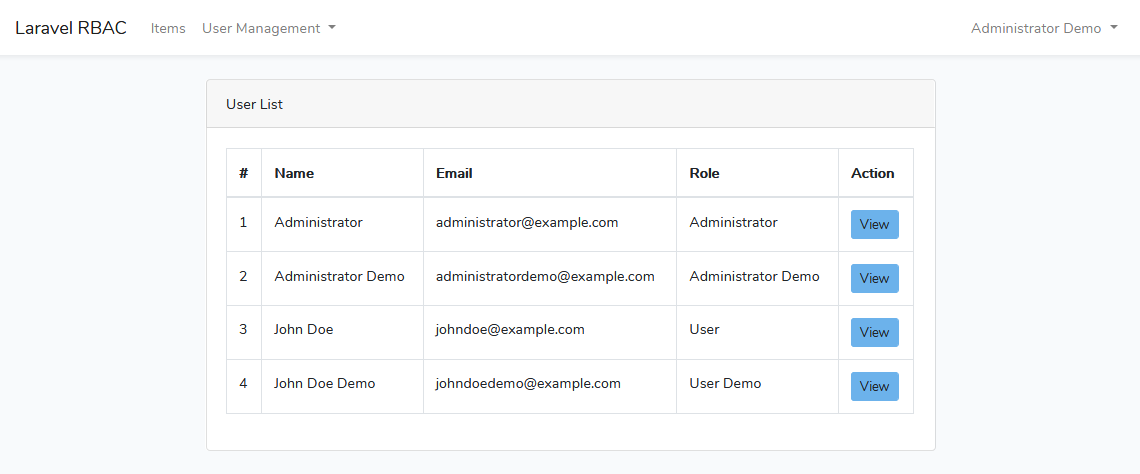 Laravel RBAC Items User Management Administrator Demo
User List
# Name Email Role Action
1 Administrator administrator@example.com Administrator View
2 Administrator Demo administratordemo@example.com Administrator Demo View
3 John Doe johndoe@example.com User View
4 John Doe Demo johndoedemo@example.com User Demo View